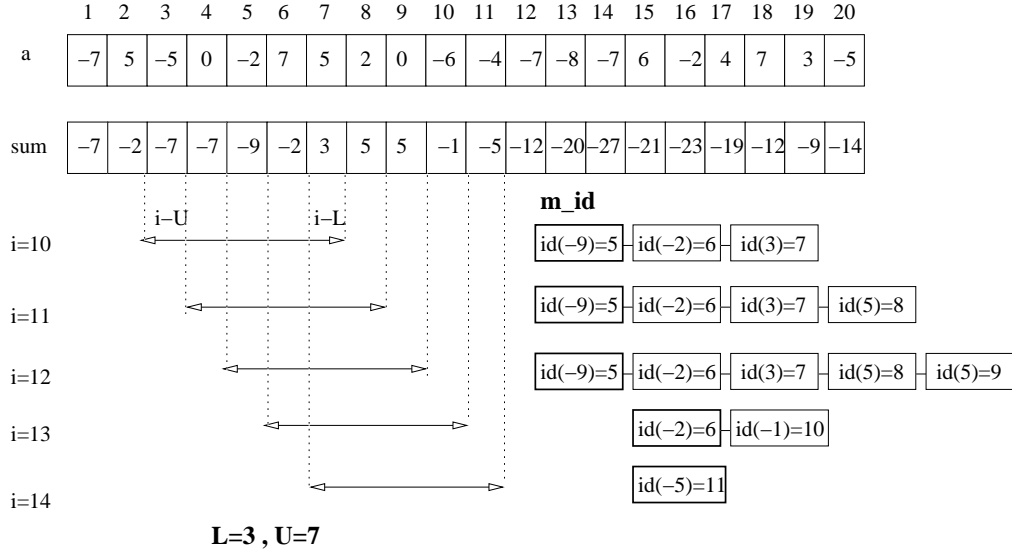 1 2 3 4 5 6 7 8 9 10 11 12 13 14 15 16 17 18 19 20
a −7 5 −5 0 −2 7 5 2 0 −6 −4 −7 −8 −7 6 −2 4 7 3 −5
sum −7 −2 −7 −7 −9 −2 3 5 5 −1 −5 −12 −20 −27 −21 −23 −19 −12 −9 −14
m_id
i−U i−L
i=10 id(−9)=5 id(−2)=6 id(3)=7
i=11 id(−9)=5 id(−2)=6 id(3)=7 id(5)=8
i=12 id(−9)=5 id(−2)=6 id(3)=7 id(5)=8 id(5)=9
i=13 id(−2)=6 id(−1)=10
i=14 id(−5)=11
L=3 , U=7